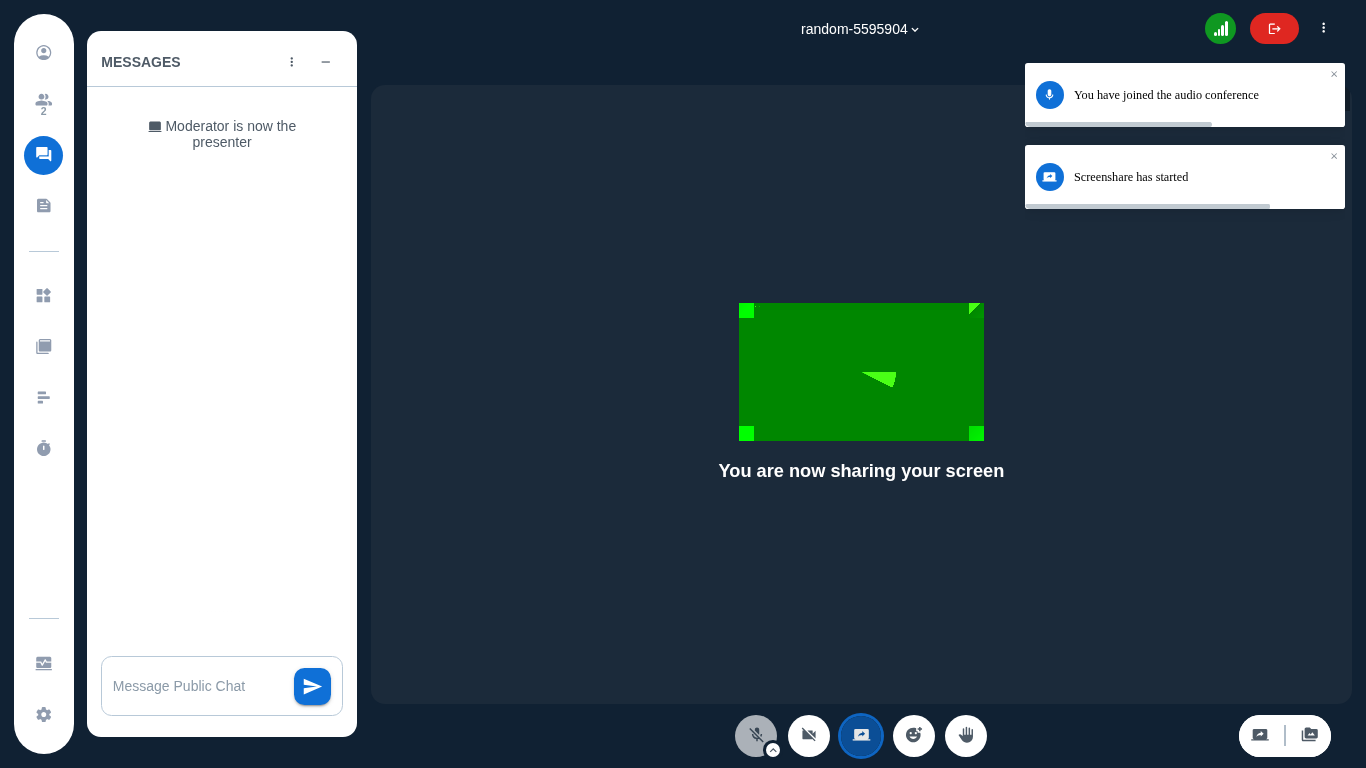 random-5595904
MESSAGES
2
Moderator is now the
presenter
You have joined the audio conference
Screenshare has started
You are now sharing your screen
Message Public Chat